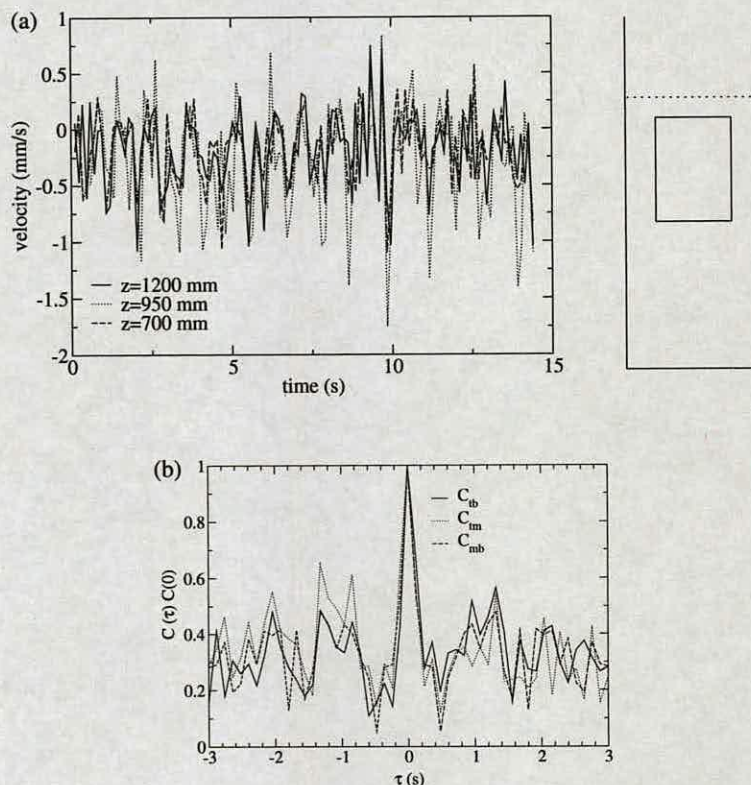 (a)
1
0.5
0
-0.5
-1
-1.5
-2
velocity (mm/s)
z=1200 mm
z=950 mm
z=700 mm
0 5 10 15
time (s)
(b)
1
0.8
0.6
0.4
0.2
0
C (τ) C(0)
C_tb
C_tm
C_mb
-3 -2 -1 0 1 2 3
τ (s)